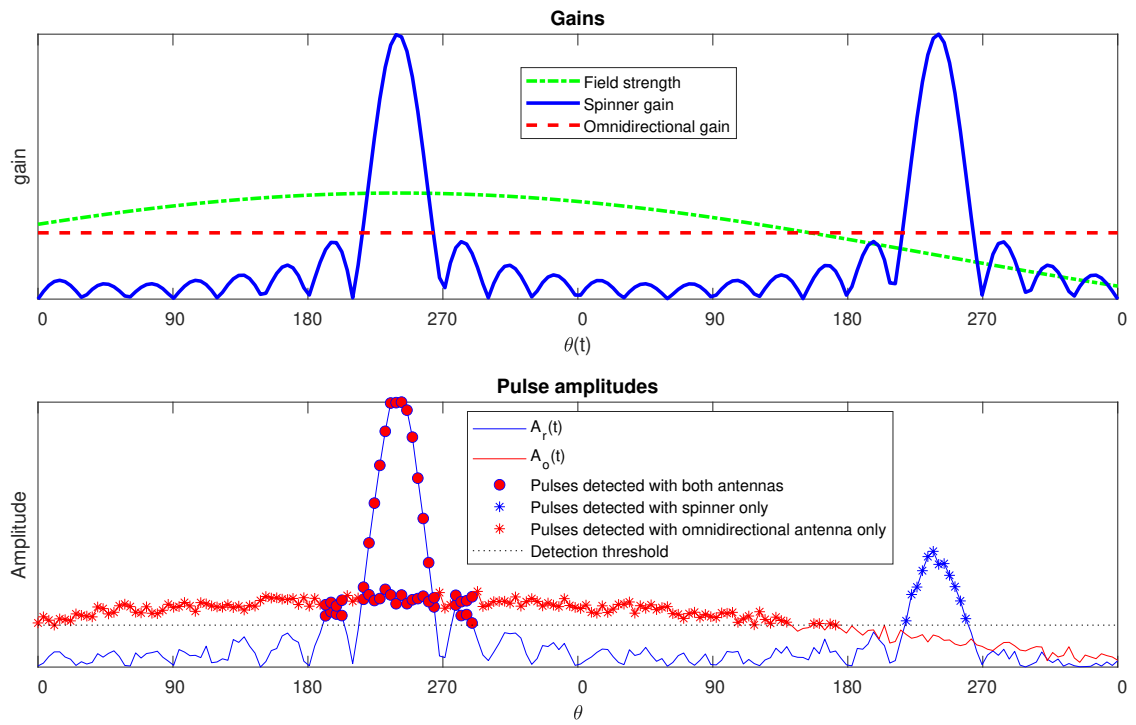 Gains
gain
Field strength
Spinner gain
Omnidirectional gain
0 90 180 270 0 90 180 270 0
θ(t)
Pulse amplitudes
Amplitude
A_r(t)
A_o(t)
Pulses detected with both antennas
Pulses detected with spinner only
Pulses detected with omnidirectional antenna only
Detection threshold
0 90 180 270 0 90 180 270 0
θ